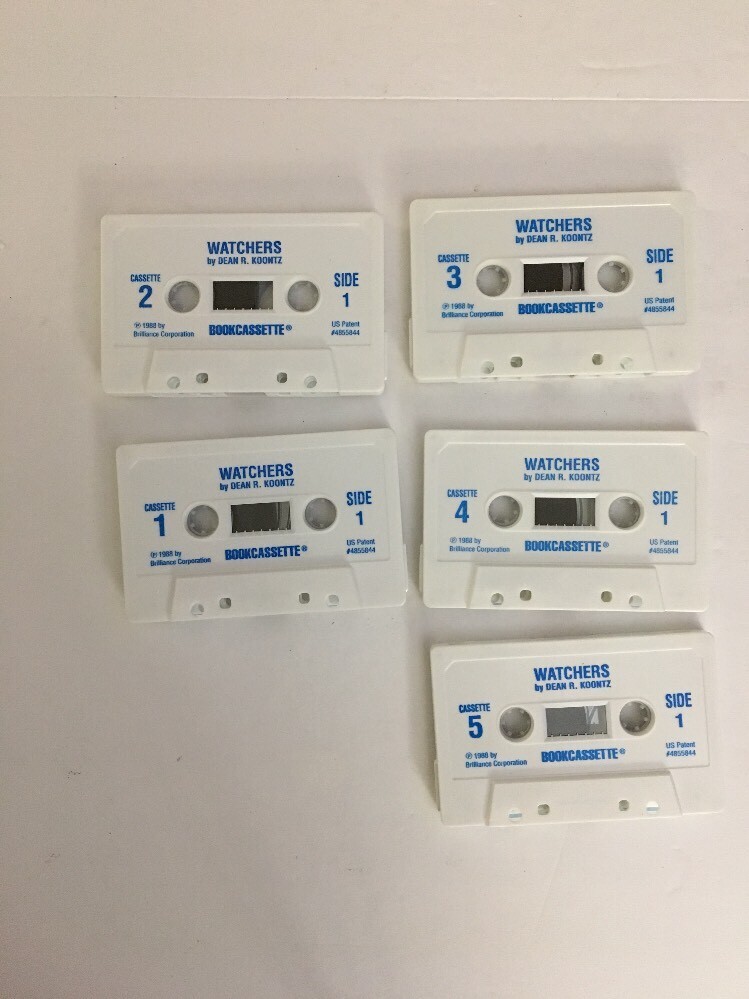 WATCHERS
by DEAN R. KOONTZ
CASSETTE
2
SIDE
1
℗ 1988 by
Brilliance Corporation
BOOKCASSETTE®
US Patent
#4855844
WATCHERS
by DEAN R. KOONTZ
CASSETTE
3
SIDE
1
℗ 1988 by
Brilliance Corporation
BOOKCASSETTE®
US Patent
#4855844
WATCHERS
by DEAN R. KOONTZ
CASSETTE
1
SIDE
1
℗ 1988 by
Brilliance Corporation
BOOKCASSETTE®
US Patent
#4855844
WATCHERS
by DEAN R. KOONTZ
CASSETTE
4
SIDE
1
℗ 1988 by
Brilliance Corporation
BOOKCASSETTE®
US Patent
#4855844
WATCHERS
by DEAN R. KOONTZ
CASSETTE
5
SIDE
1
℗ 1988 by
Brilliance Corporation
BOOKCASSETTE®
US Patent
#4855844